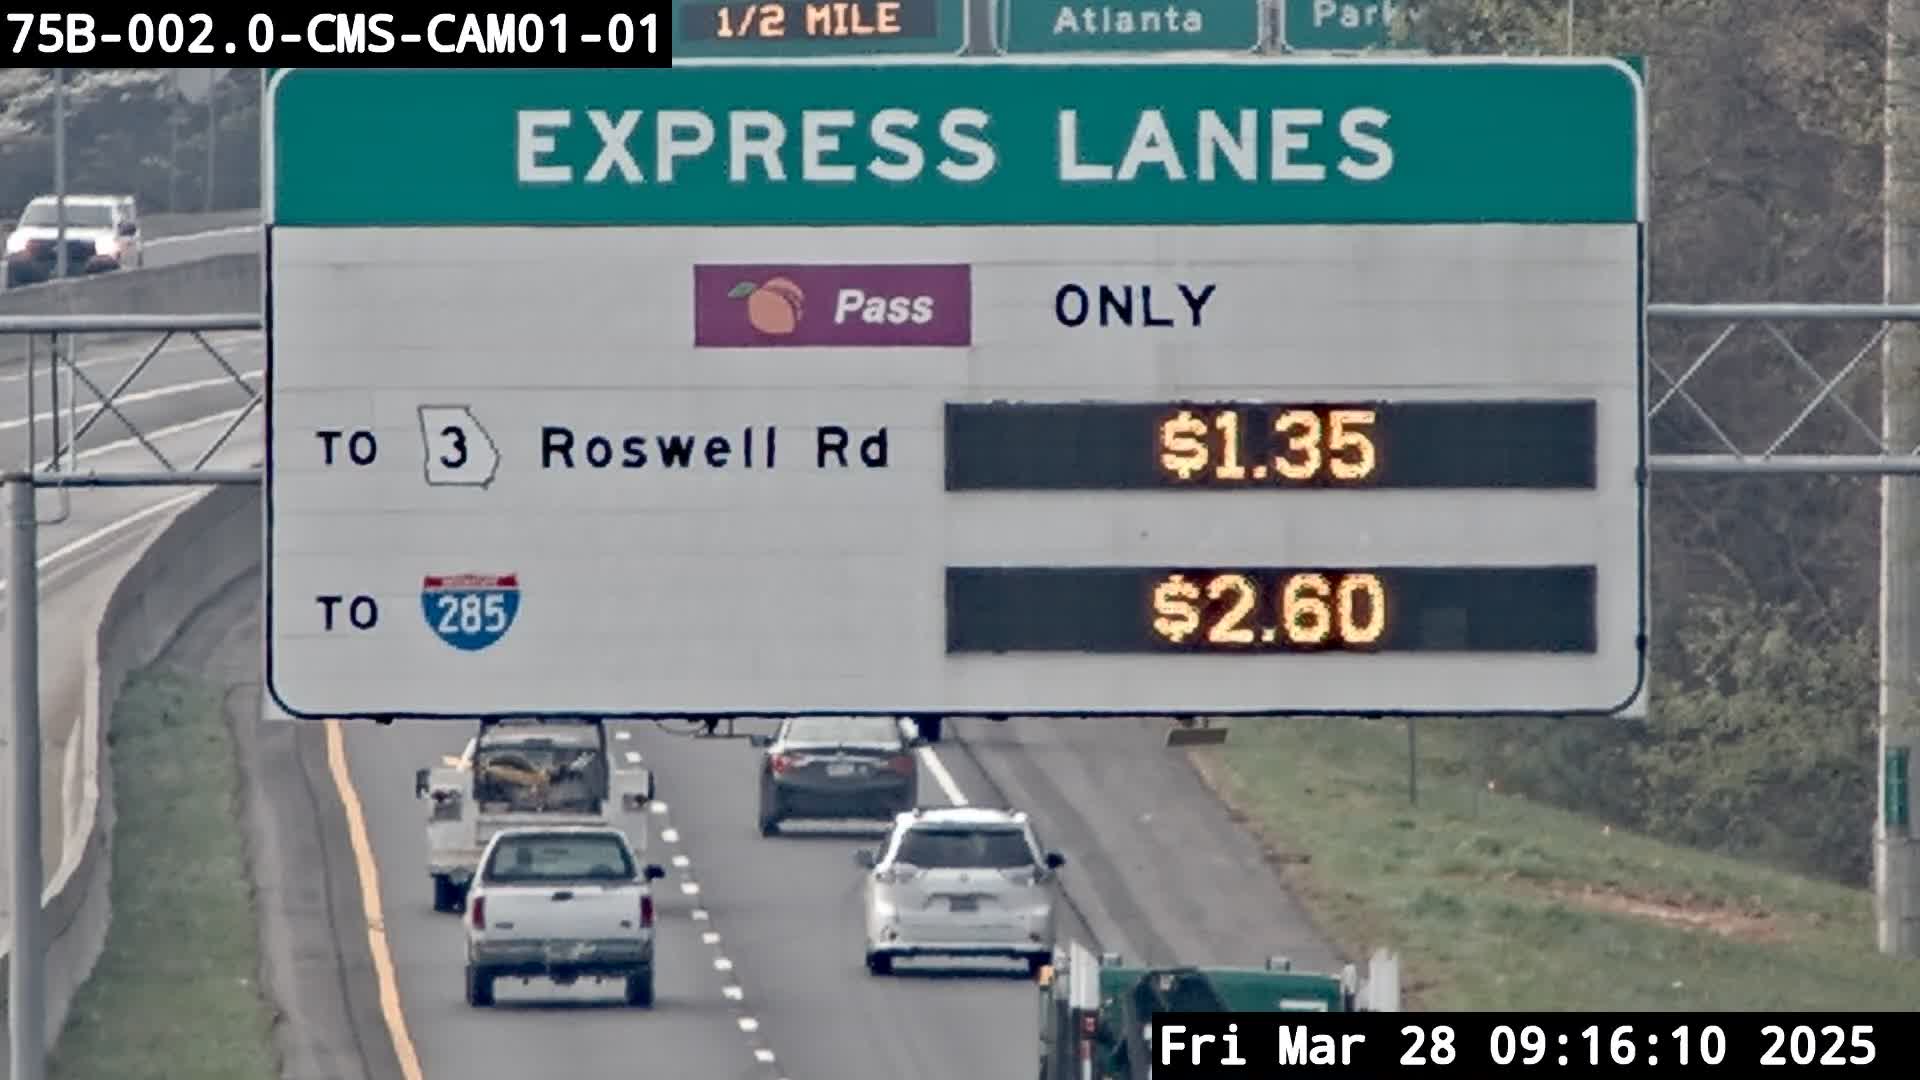 75B-002.0-CMS-CAM01-01
1/2 MILE
Atlanta
EXPRESS LANES
Pass ONLY
TO 3 Roswell Rd $1.35
TO 285 $2.60
Fri Mar 28 09:16:10 2025